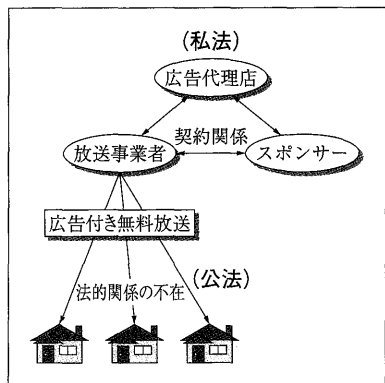 (私法)
広告代理店
契約関係
放送事業者
スポンサー
広告付き無料放送
(公法)
法的関係の不在